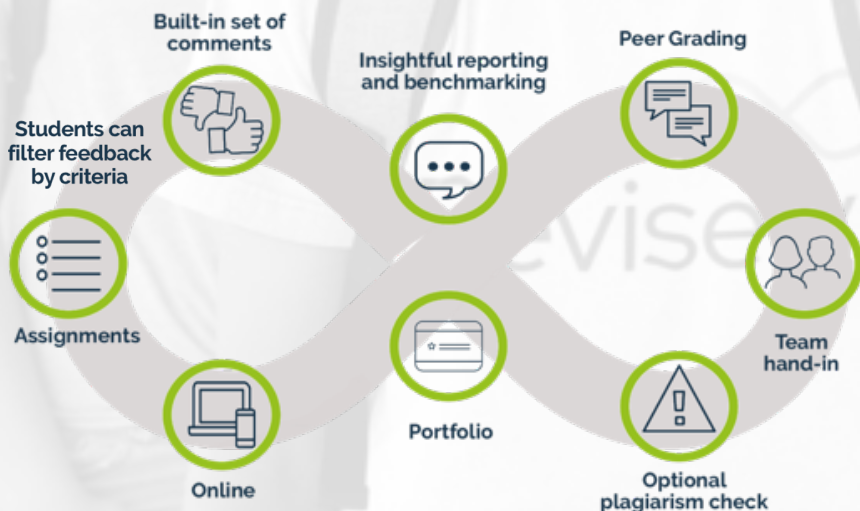 Built-in set of
comments
Insightful reporting
and benchmarking
Peer Grading
Students can
filter feedback
by criteria
Assignments
Team
hand-in
Portfolio
Online
Optional
plagiarism check